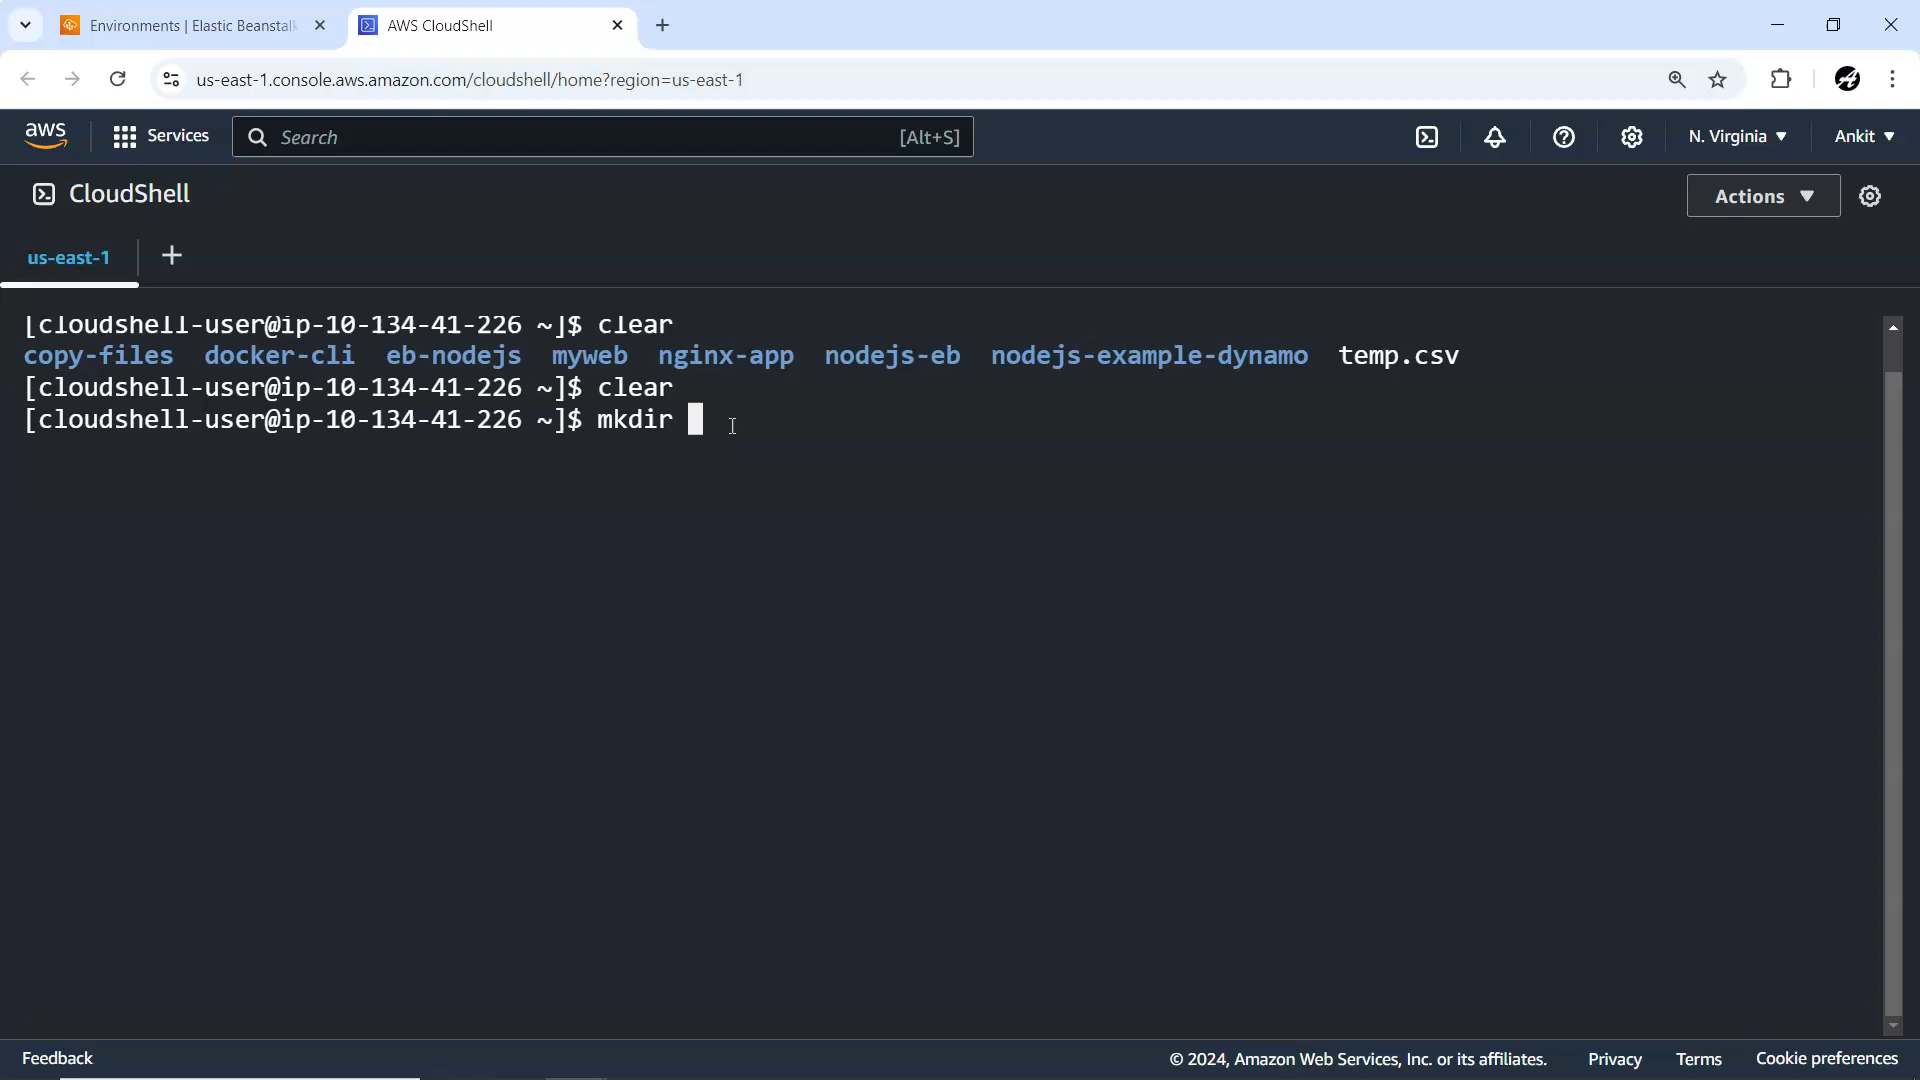 Environments | Elastic Beanstalk
AWS CloudShell
us-east-1.console.aws.amazon.com/cloudshell/home?region=us-east-1
aws
Services
Search
[Alt+S]
N. Virginia
Ankit
CloudShell
Actions
us-east-1
[cloudshell-user@ip-10-134-41-226 ~]$ clear
copy-files docker-cli eb-nodejs myweb nginx-app nodejs-eb nodejs-example-dynamo temp.csv
[cloudshell-user@ip-10-134-41-226 ~]$ clear
[cloudshell-user@ip-10-134-41-226 ~]$ mkdir
Feedback
© 2024, Amazon Web Services, Inc. or its affiliates.
Privacy
Terms
Cookie preferences